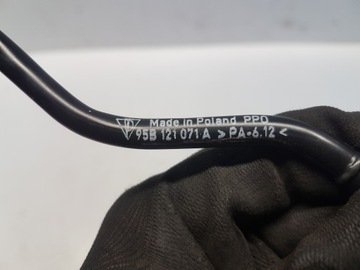 Made in Poland PPO
95B 121 071 A >PA-6.12<